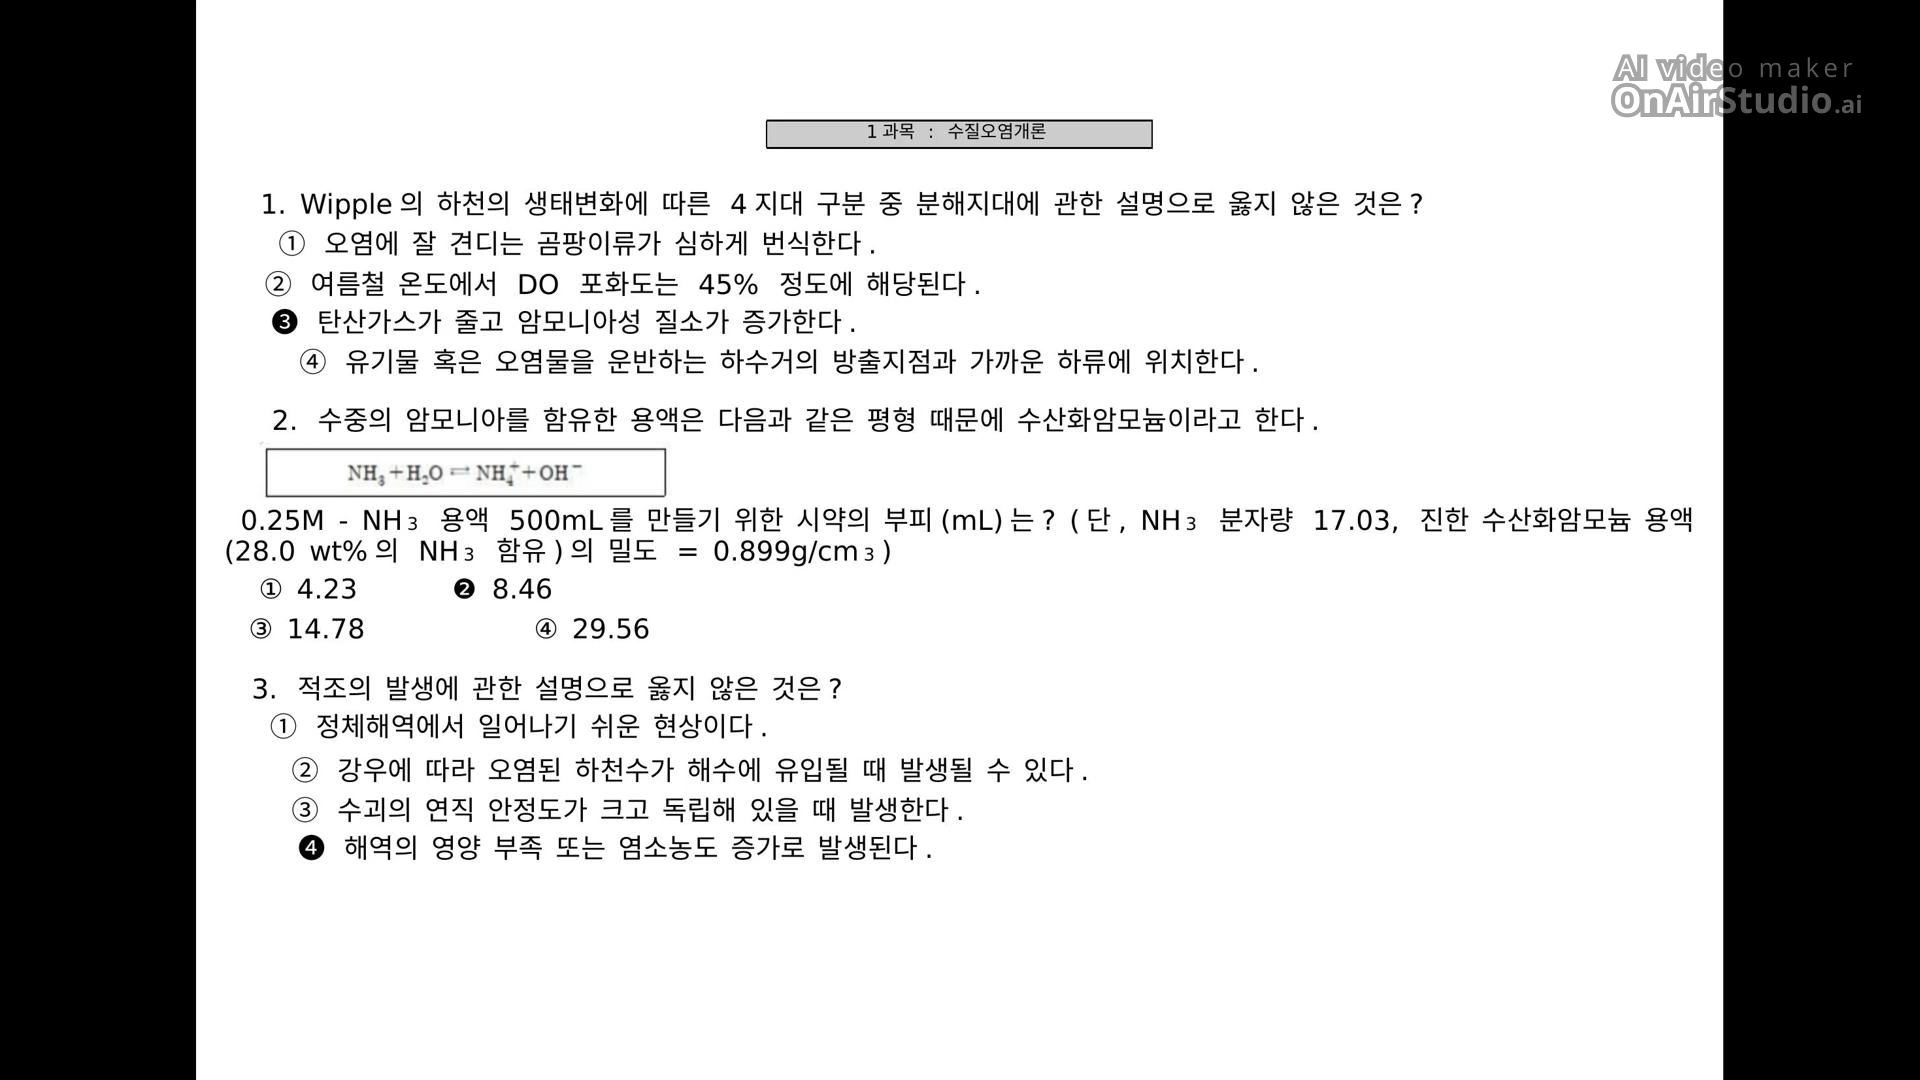 AI video maker
OnAirStudio.ai
1과목 : 수질오염개론
1. Wipple의 하천의 생태변화에 따른 4지대 구분 중 분해지대에 관한 설명으로 옳지 않은 것은?
① 오염에 잘 견디는 곰팡이류가 심하게 번식한다.
② 여름철 온도에서 DO 포화도는 45% 정도에 해당된다.
❸ 탄산가스가 줄고 암모니아성 질소가 증가한다.
④ 유기물 혹은 오염물을 운반하는 하수거의 방출지점과 가까운 하류에 위치한다.
2. 수중의 암모니아를 함유한 용액은 다음과 같은 평형 때문에 수산화암모늄이라고 한다.
NH₃+H₂O ⇌ NH₄⁺+OH⁻
0.25M - NH₃ 용액 500mL를 만들기 위한 시약의 부피(mL)는? (단, NH₃ 분자량 17.03, 진한 수산화암모늄 용액
(28.0 wt%의 NH₃ 함유)의 밀도 = 0.899g/cm₃)
① 4.23 ❷ 8.46
③ 14.78 ④ 29.56
3. 적조의 발생에 관한 설명으로 옳지 않은 것은?
① 정체해역에서 일어나기 쉬운 현상이다.
② 강우에 따라 오염된 하천수가 해수에 유입될 때 발생될 수 있다.
③ 수괴의 연직 안정도가 크고 독립해 있을 때 발생한다.
❹ 해역의 영양 부족 또는 염소농도 증가로 발생된다.